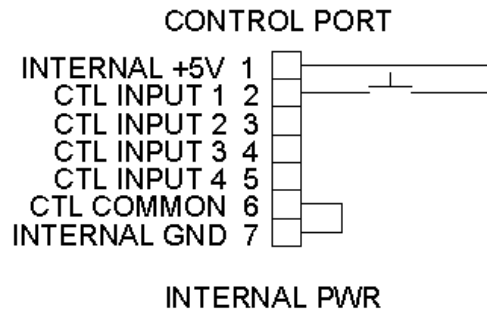 CONTROL PORT
INTERNAL +5V 1
CTL INPUT 1 2
CTL INPUT 2 3
CTL INPUT 3 4
CTL INPUT 4 5
CTL COMMON 6
INTERNAL GND 7
INTERNAL PWR